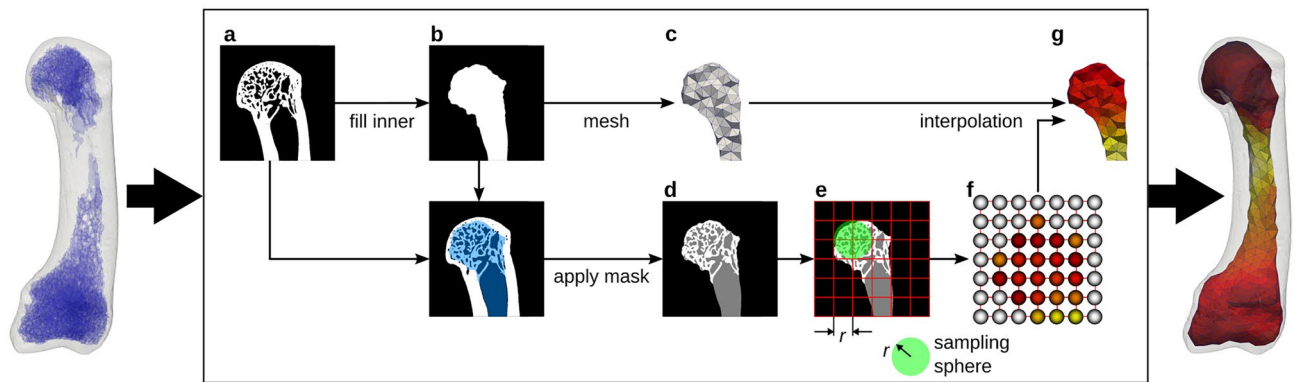 a
b
c
g
fill inner
mesh
interpolation
d
e
f
apply mask
r
r
sampling
sphere